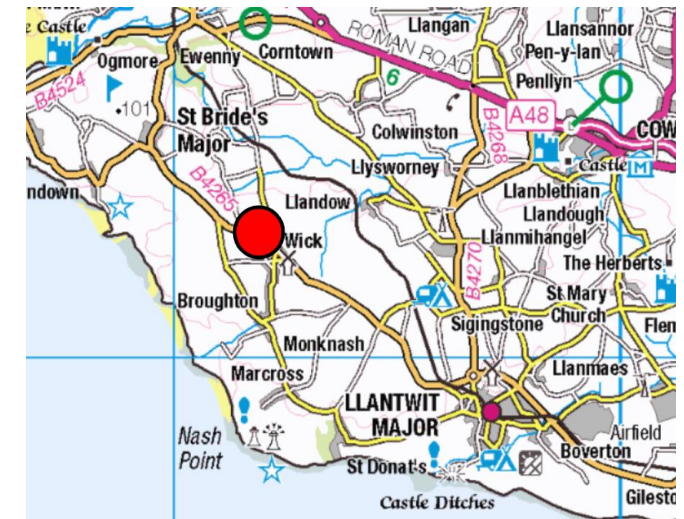 e Castle
Ogmore
Ewenny
Corntown
Llangan
ROMAN ROAD
Llansannor
Pen-y-lan
Penllyn
6
A48
COW
B4524
101
St Bride's
Major
Colwinston
B4268
Llysworney
Castle
M
ndown
B4265
Llandow
Llanblethian
Llandough
Wick
Llanmihangel
The Herberts
B4270
St Mary
Church
Broughton
Sigingstone
Flem
Monknash
Marcross
Llanmaes
LLANTWIT
MAJOR
Nash
Point
Airfield
Boverton
St Donat's
Gilesto
Castle Ditches